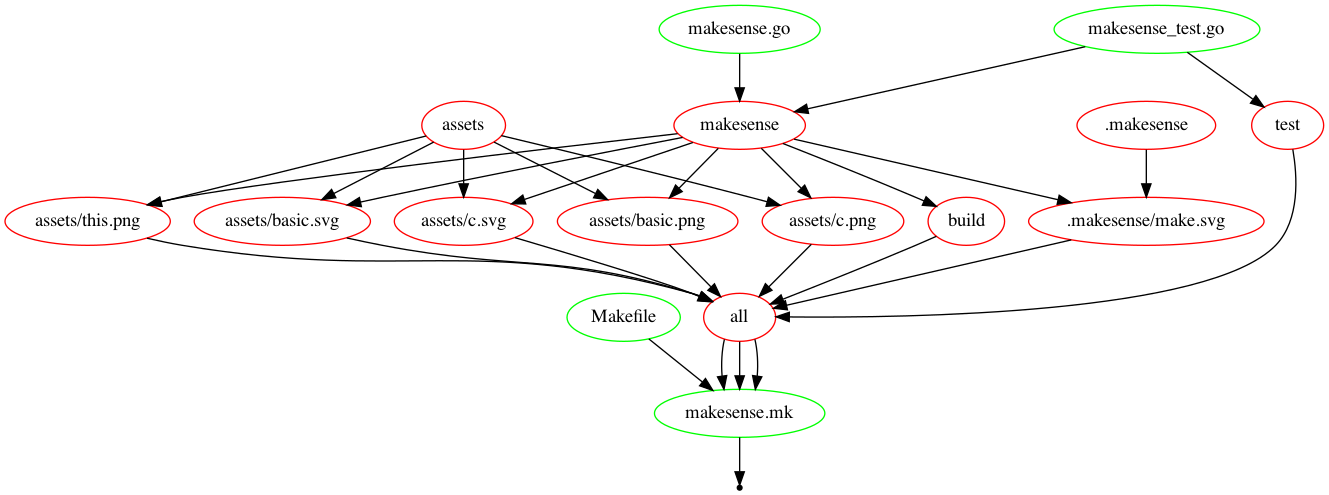 makesense.go
makesense_test.go
assets
makesense
.makesense
test
assets/this.png
assets/basic.svg
assets/c.svg
assets/basic.png
assets/c.png
build
.makesense/make.svg
Makefile
all
makesense.mk